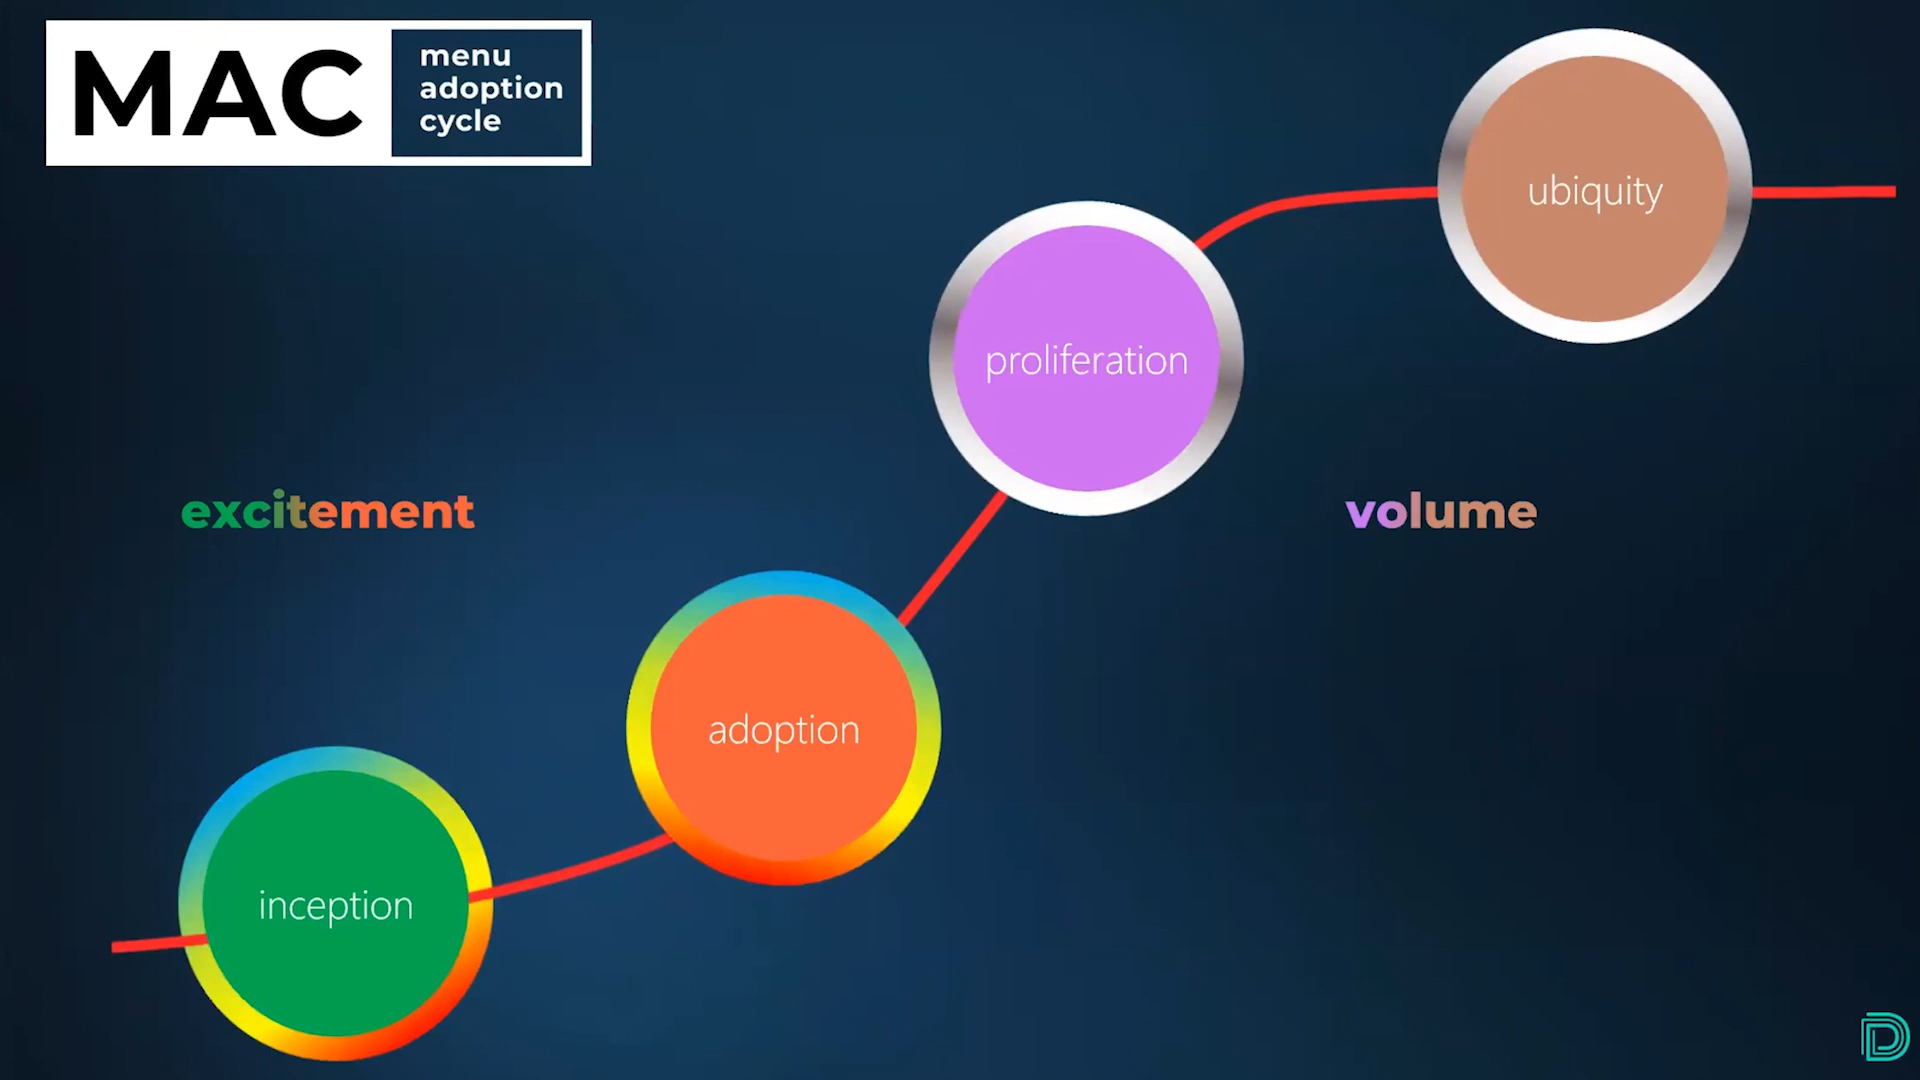 MAC
menu
adoption
cycle
ubiquity
proliferation
excitement
volume
adoption
inception